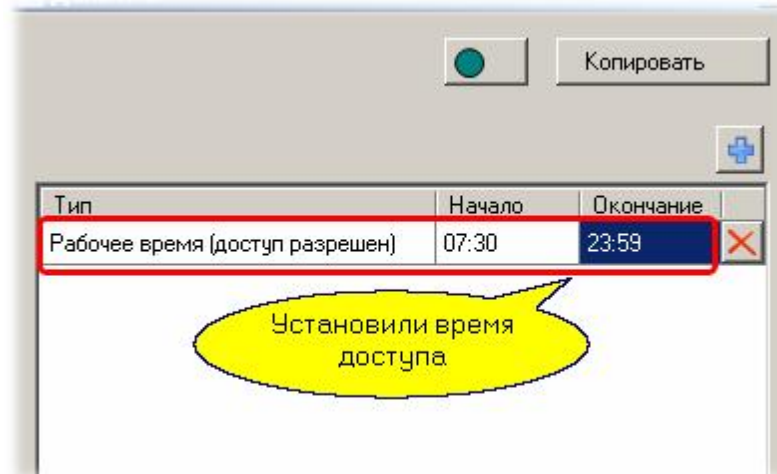 Копировать
Тип Начало Окончание
Рабочее время (доступ разрешен) 07:30 23:59
Установили время
доступа